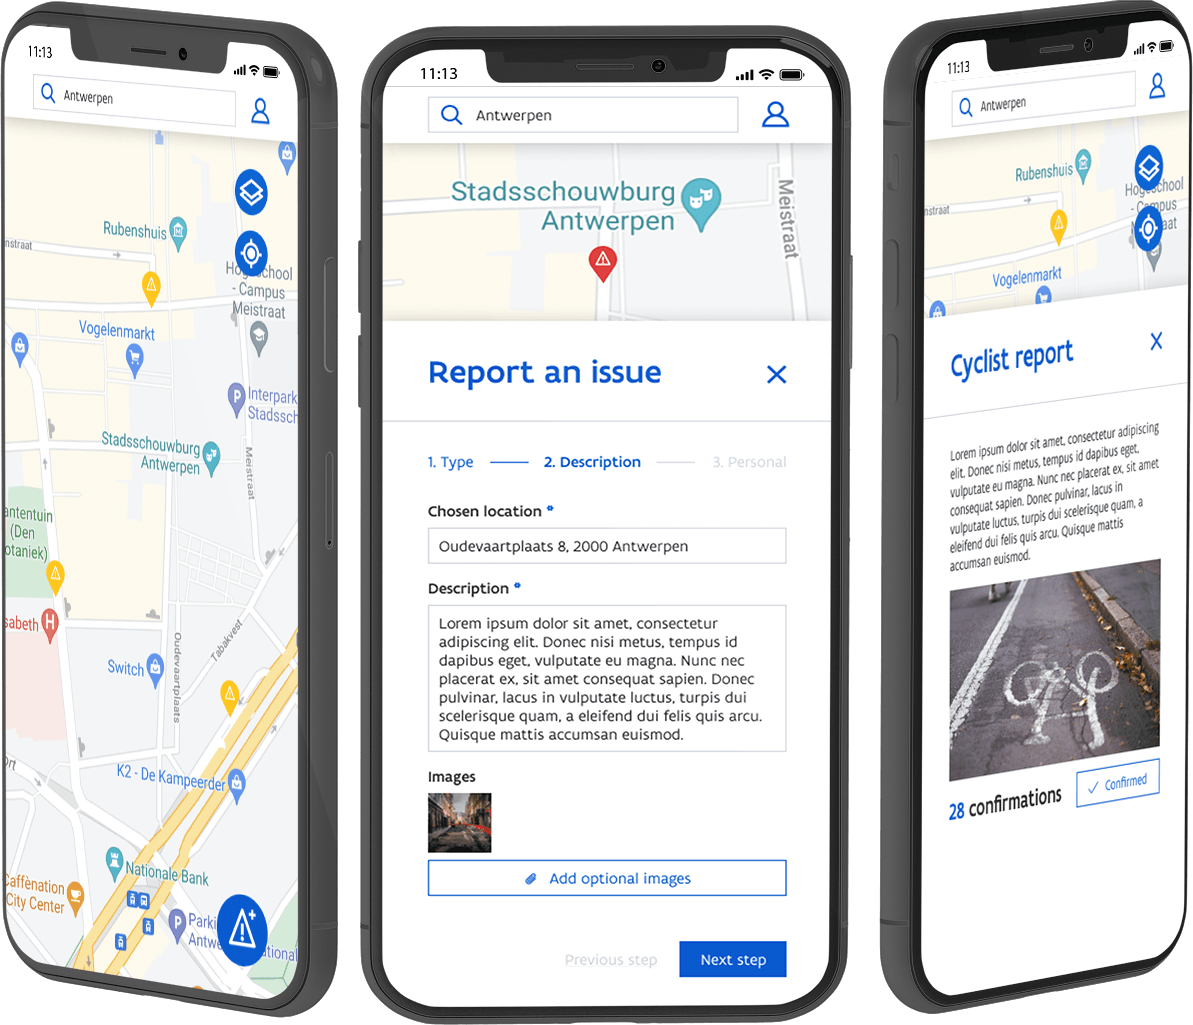 11:13
Antwerpen
Rubenshuis
nstraat
Hogeschool
- Campus
Meistraat
Vogelenmarkt
Interpark
Stadssch
Stadsschouwburg
Antwerpen
Meistraat
antentuin
(Den
otaniek)
sabeth
H
Oudevaartplaats
Tabakvest
Switch
K2 - De Kampeerder
ort
Nationale Bank
Caffènation
City Center
P
Parki
Antwe
ational
11:13
Antwerpen
Stadsschouwburg
Antwerpen
Meistraat
Report an issue
1. Type
2. Description
3. Personal
Chosen location *
Oudevaartplaats 8, 2000 Antwerpen
Description *
Lorem ipsum dolor sit amet, consectetur
adipiscing elit. Donec nisi metus, tempus id
dapibus eget, vulputate eu magna. Nunc nec
placerat ex, sit amet consequat sapien. Donec
pulvinar, lacus in vulputate luctus, turpis dui
scelerisque quam, a eleifend dui felis quis arcu.
Quisque mattis accumsan euismod.
Images
Add optional images
Previous step
Next step
11:13
Antwerpen
Rubenshuis
nstraat
Hogeschool
- Campus
Vogelenmarkt
Cyclist report
Lorem ipsum dolor sit amet, consectetur adipiscing
elit. Donec nisi metus, tempus id dapibus eget,
vulputate eu magna. Nunc nec placerat ex, sit amet
consequat sapien. Donec pulvinar, lacus in
vulputate luctus, turpis dui scelerisque quam, a
eleifend dui felis quis arcu. Quisque mattis
accumsan euismod.
28 confirmations
Confirmed